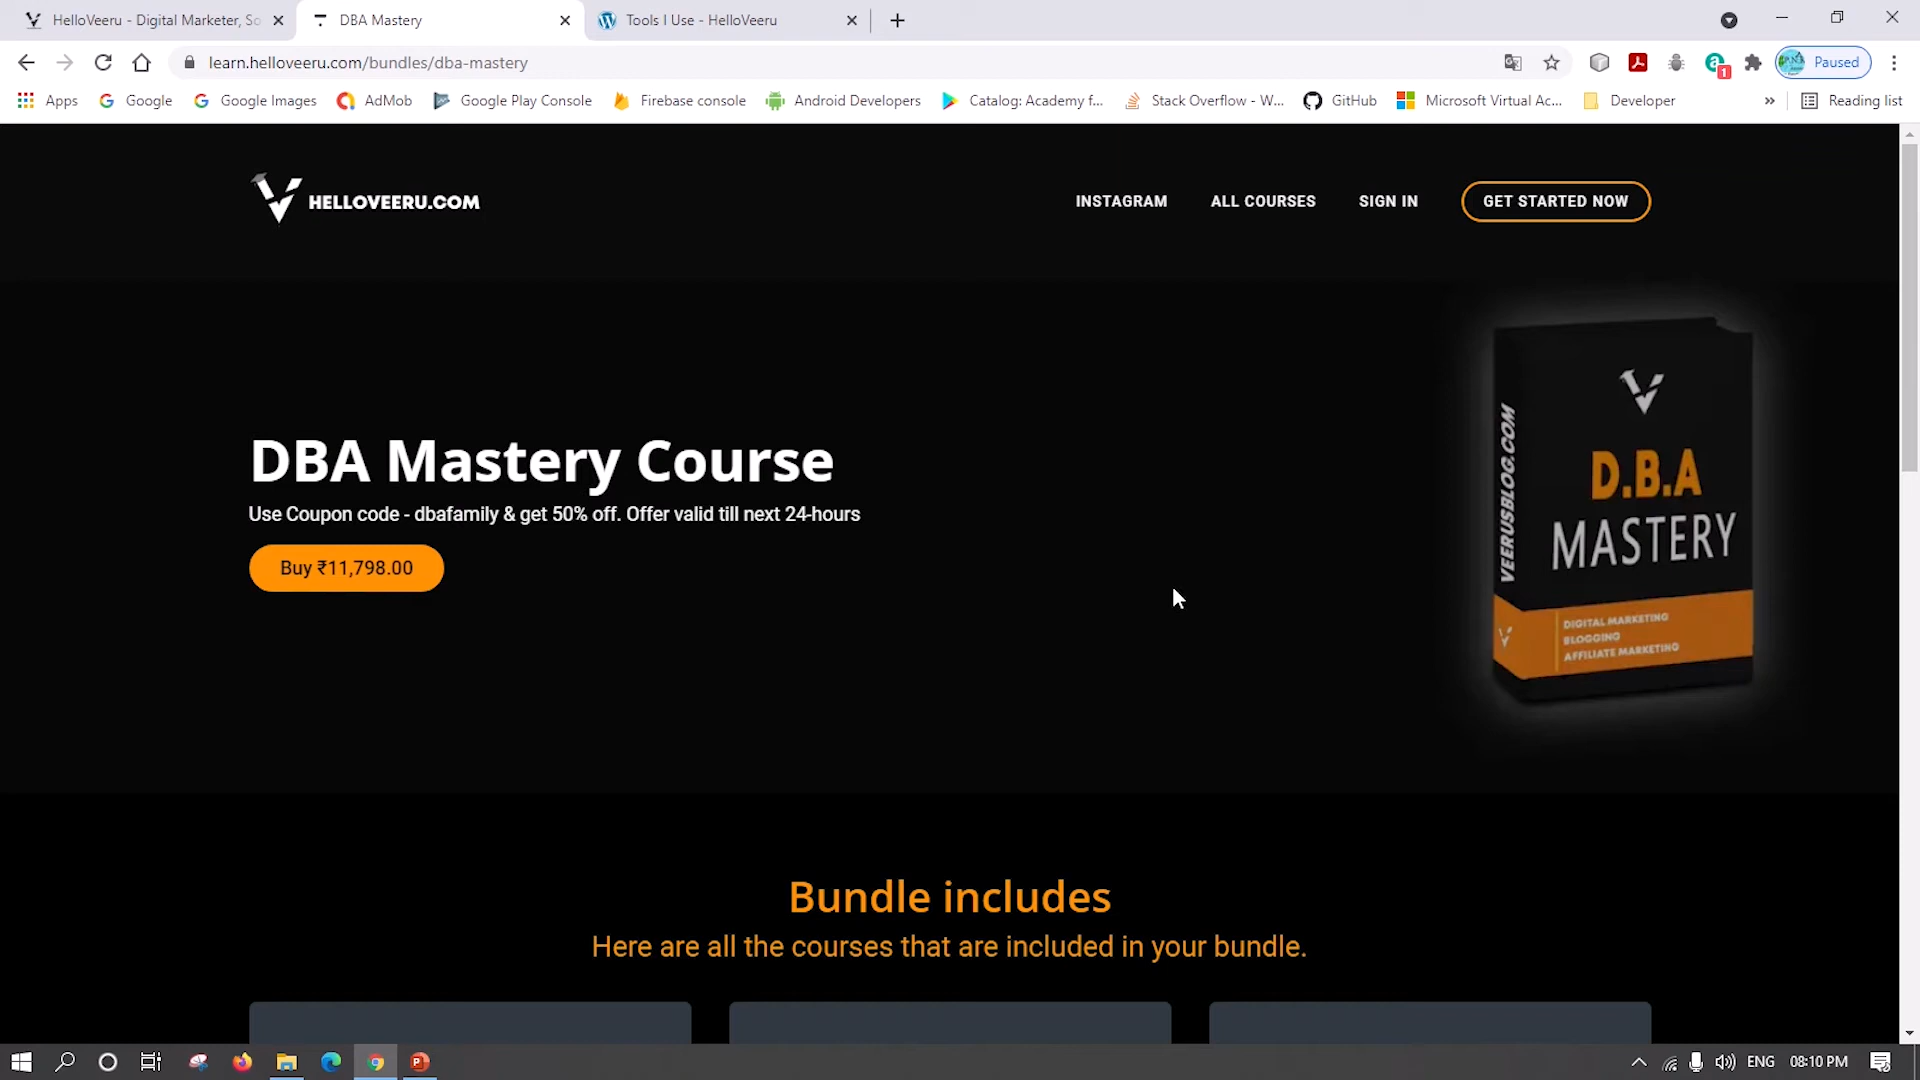 HelloVeeru - Digital Marketer, So
DBA Mastery
Tools I Use - HelloVeeru
learn.helloveeru.com/bundles/dba-mastery
1
Paused
Apps
Google
Google Images
AdMob
Google Play Console
Firebase console
Android Developers
Catalog: Academy f...
Stack Overflow - W...
GitHub
Microsoft Virtual Ac...
Developer
»
Reading list
HELLOVEERU.COM
INSTAGRAM
ALL COURSES
SIGN IN
GET STARTED NOW
DBA Mastery Course
Use Coupon code - dbafamily & get 50% off. Offer valid till next 24-hours
Buy ₹11,798.00
VEERUSBLOG.COM
D.B.A
MASTERY
DIGITAL MARKETING
BLOGGING
AFFILIATE MARKETING
Bundle includes
Here are all the courses that are included in your bundle.
ENG
08:10 PM